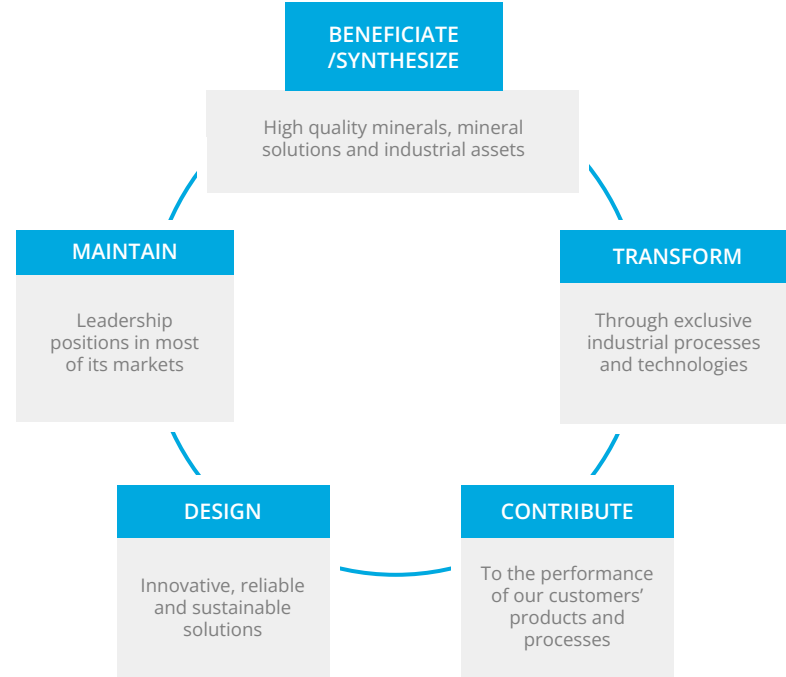 BENEFICIATE
/SYNTHESIZE
High quality minerals, mineral
solutions and industrial assets
MAINTAIN
Leadership
positions in most
of its markets
TRANSFORM
Through exclusive
industrial processes
and technologies
DESIGN
Innovative, reliable
and sustainable
solutions
CONTRIBUTE
To the performance
of our customers’
products and
processes